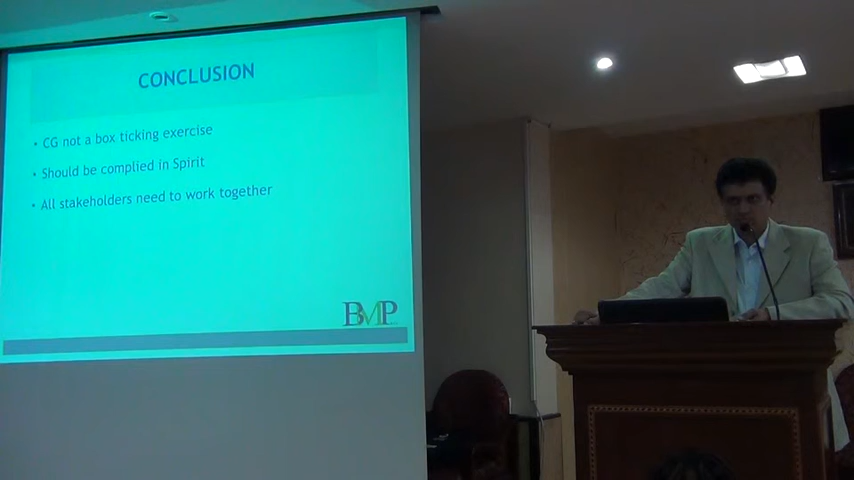 CONCLUSION
• CG not a box ticking exercise
• Should be complied in Spirit
• All stakeholders need to work together
BMP